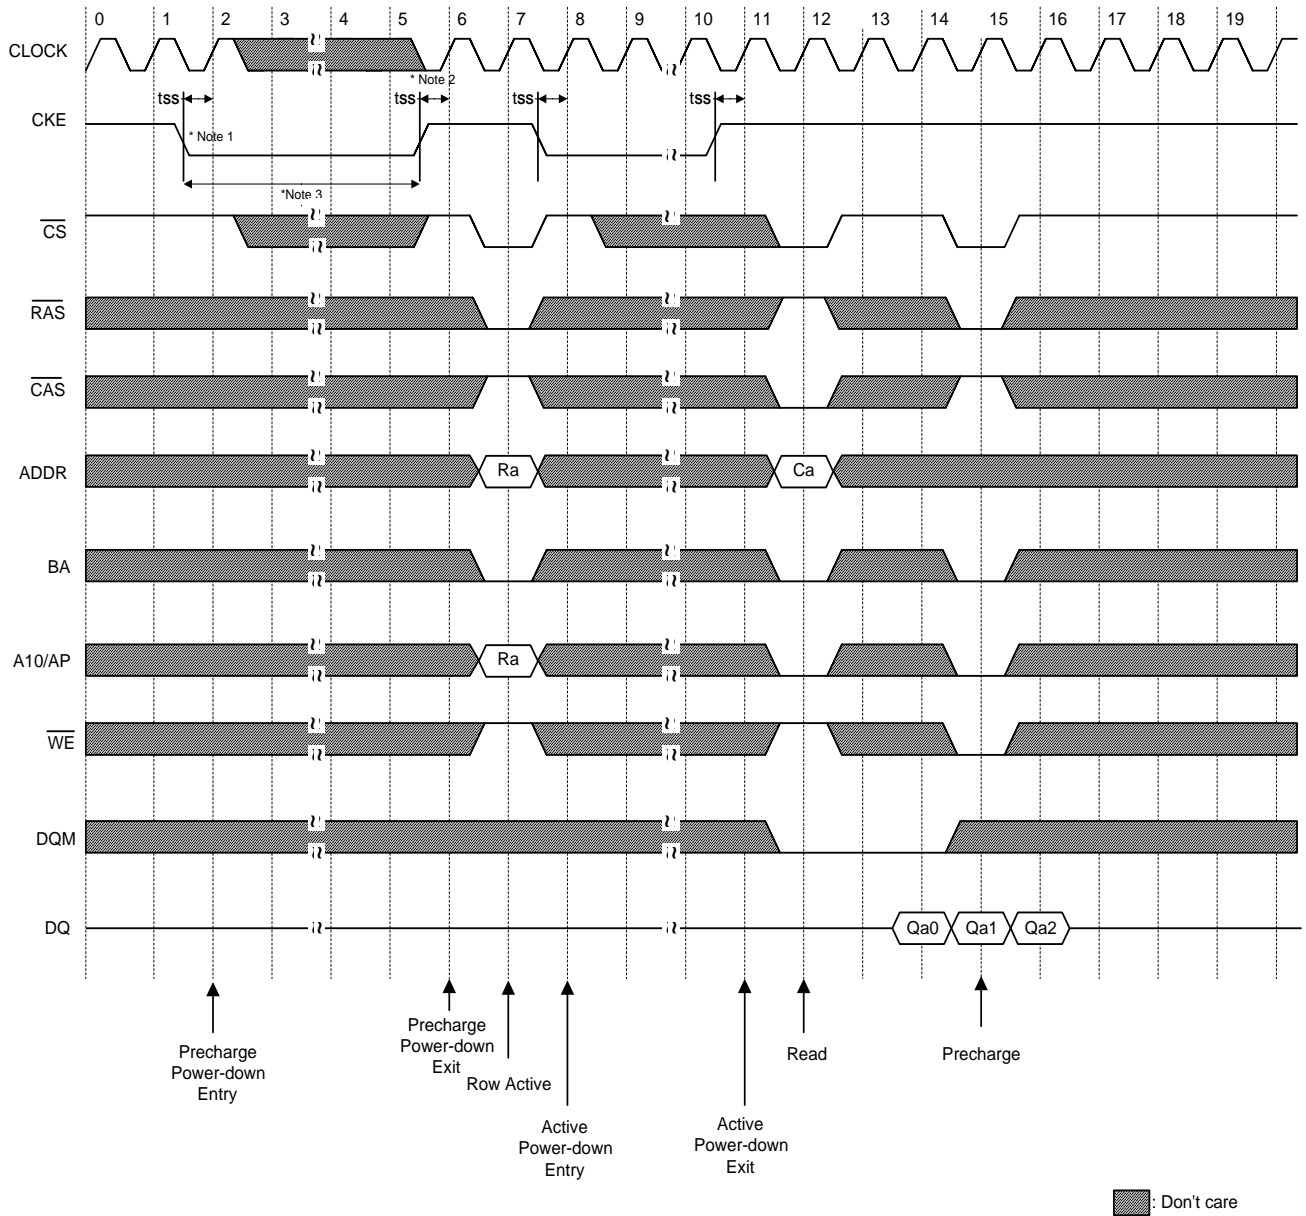 0 1 2 3 4 5 6 7 8 9 10 11 12 13 14 15 16 17 18 19
CLOCK
* Note 2
tss tss tss tss
CKE
* Note 1
*Note 3
CS
RAS
CAS
ADDR Ra Ca
BA
A10/AP Ra
WE
DQM
DQ Qa0 Qa1 Qa2
Precharge
Power-down
Entry
Precharge
Power-down
Exit
Row Active
Active
Power-down
Entry
Active
Power-down
Exit
Read
Precharge
: Don't care